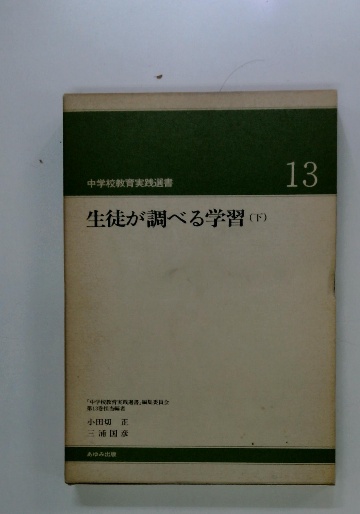 中学校教育実践選書
13
生徒が調べる学習(下)
「中学校教育実践選書」編集委員会
第13巻担当編者
小田切 正
三浦国彦
あゆみ出版